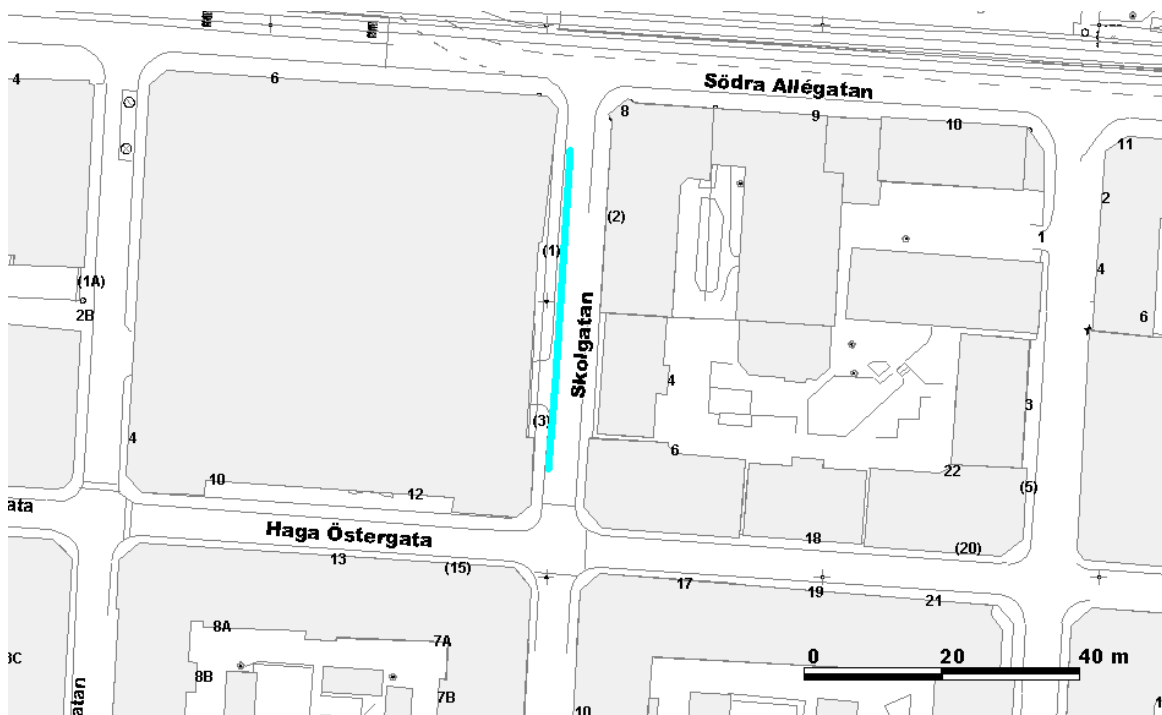 4
6
Södra Allégatan
8
9
10
11
2
(2)
(1)
1
(1A)
2B
4
6
Skolgatan
4
3
(3)
4
6
10
12
22
(5)
ata
Haga Östergata
18
(20)
13
(15)
17
19
21
8A
7A
8B
7B
10
atan
0 20 40 m